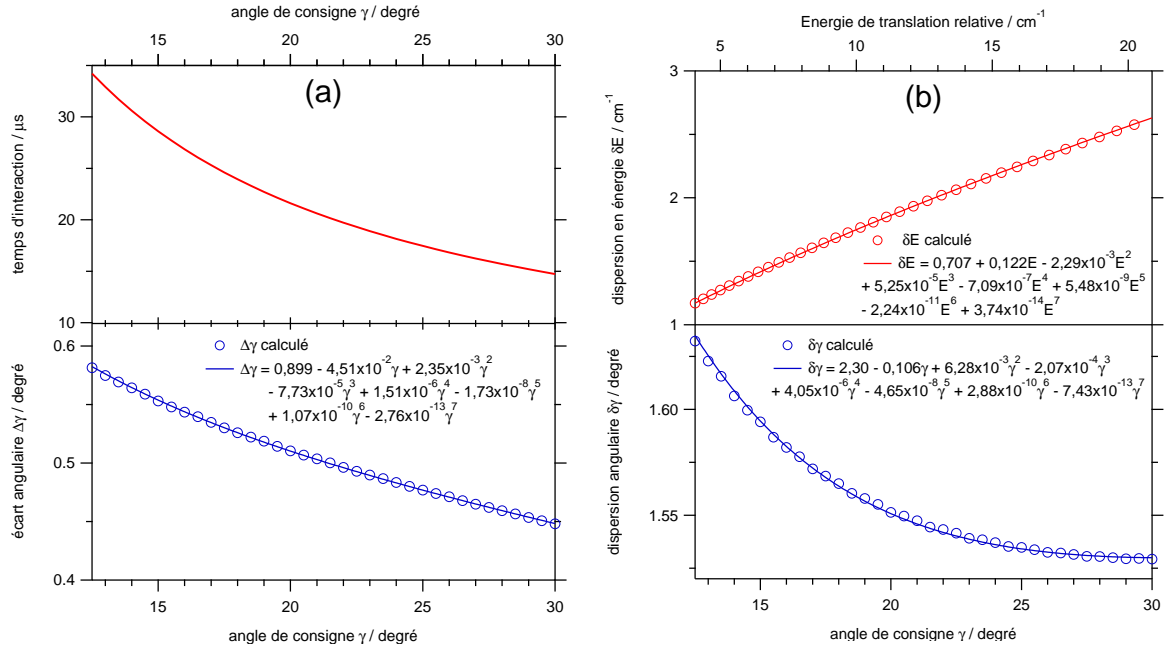 angle de consigne γ / degré
15 20 25 30
(a)
temps d'interaction / μs
30
20
10
Δγ calculé
Δγ = 0,899 - 4,51x10⁻²γ + 2,35x10⁻³γ²
- 7,73x10⁻⁵γ³ + 1,51x10⁻⁶γ⁴ - 1,73x10⁻⁸γ⁵
+ 1,07x10⁻¹⁰γ⁶ - 2,76x10⁻¹³γ⁷
écart angulaire Δγ / degré
0.6
0.5
0.4
15 20 25 30
angle de consigne γ / degré
Energie de translation relative / cm⁻¹
5 10 15 20
(b)
dispersion en énergie δE / cm⁻¹
3
2
1
δE calculé
δE = 0,707 + 0,122E - 2,29x10⁻³E²
+ 5,25x10⁻⁵E³ - 7,09x10⁻⁷E⁴ + 5,48x10⁻⁹E⁵
- 2,24x10⁻¹¹E⁶ + 3,74x10⁻¹⁴E⁷
δγ calculé
δγ = 2,30 - 0,106γ + 6,28x10⁻³γ² - 2,07x10⁻⁴γ³
+ 4,05x10⁻⁶γ⁴ - 4,65x10⁻⁸γ⁵ + 2,88x10⁻¹⁰γ⁶ - 7,43x10⁻¹³γ⁷
dispersion angulaire δγ / degré
1.60
1.55
15 20 25 30
angle de consigne γ / degré